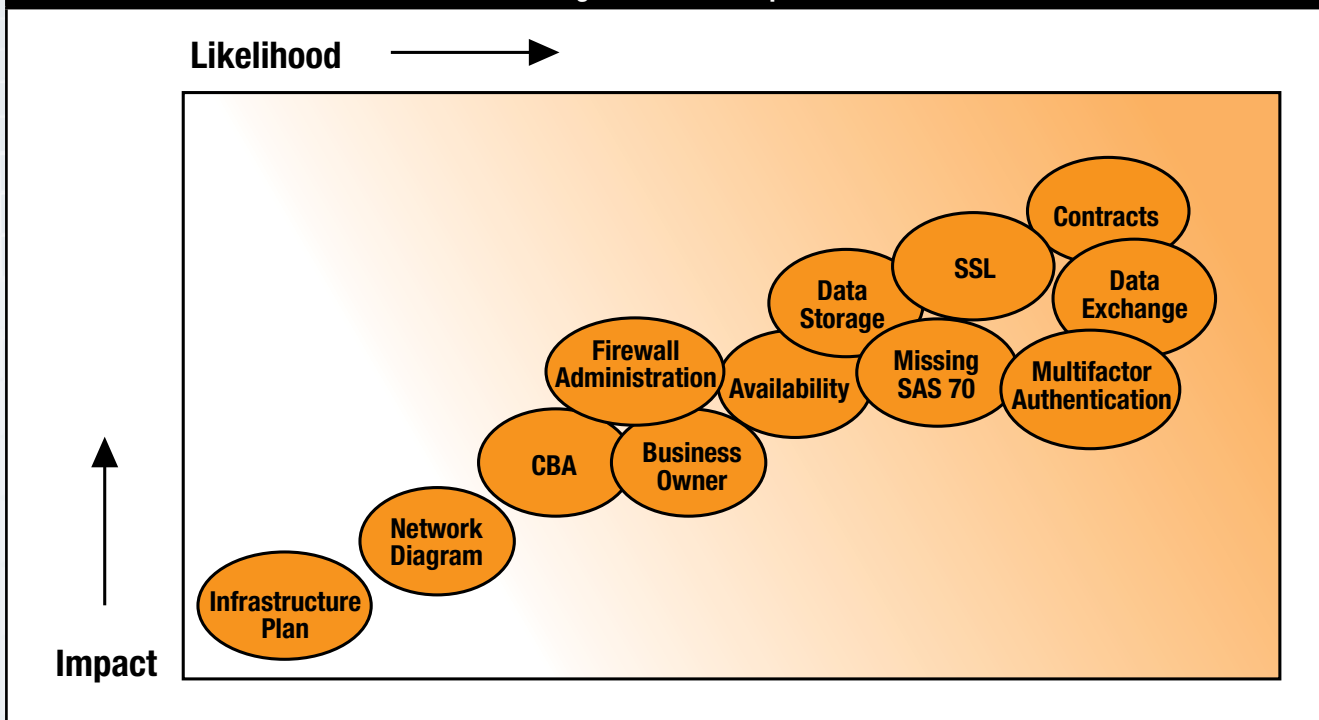 Likelihood
Contracts
SSL
Data
Exchange
Data
Storage
Firewall
Administration
Availability
Missing
SAS 70
Multifactor
Authentication
CBA
Business
Owner
Network
Diagram
Infrastructure
Plan
Impact